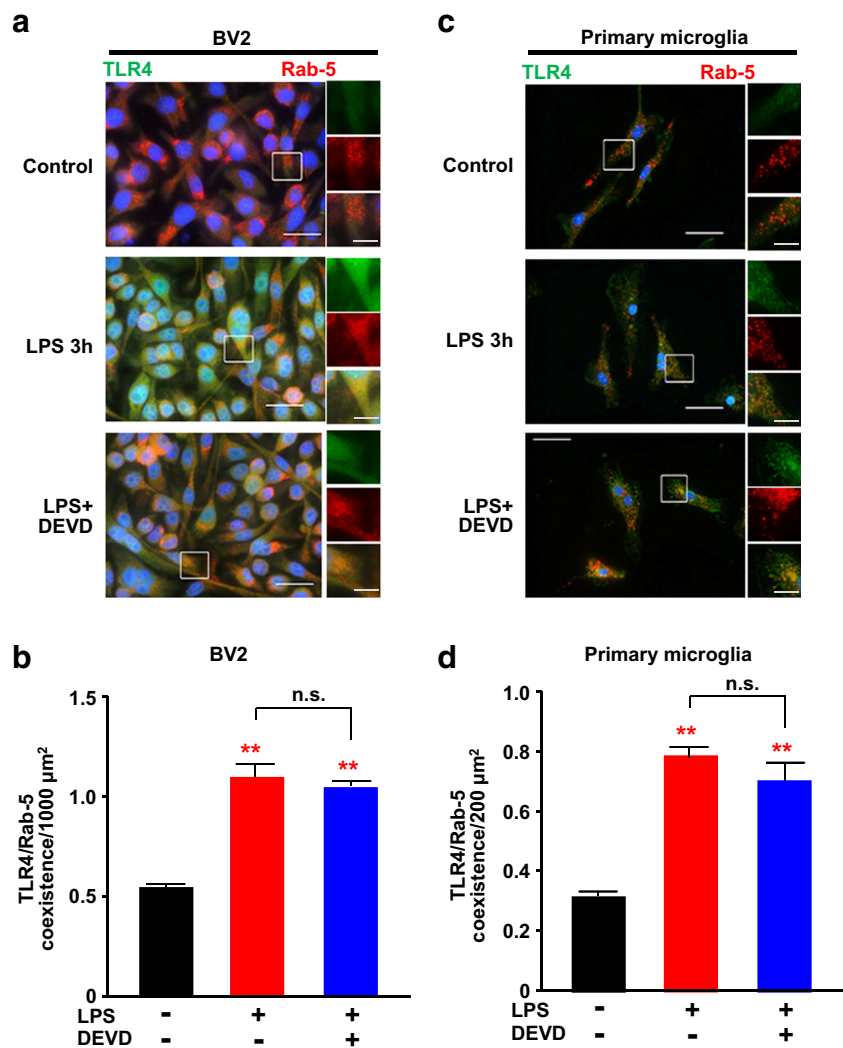 a
BV2
TLR4 Rab-5
Control
LPS 3h
LPS+
DEVD
c
Primary microglia
TLR4 Rab-5
Control
LPS 3h
LPS+
DEVD
b
BV2
TLR4/Rab-5
coexistence/1000 µm²
1.5
1.0
0.5
0
n.s.
**
**
LPS - + +
DEVD - +
d
Primary microglia
TLR4/Rab-5
coexistence/200 µm²
1.0
0.8
0.6
0.4
0.2
0
n.s.
**
**
LPS - + +
DEVD - +